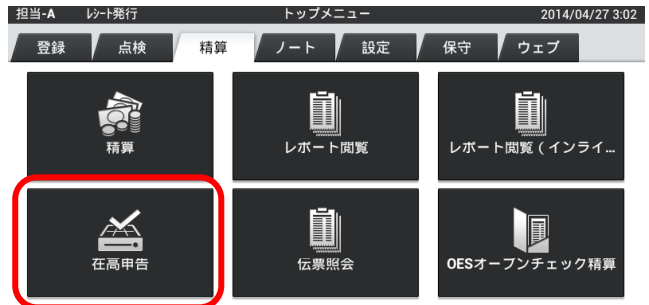 担当-A ﾚｼｰﾄ発行 トップメニュー 2014/04/27 3:02
登録 点検 精算 ノート 設定 保守 ウェブ
精算 レポート閲覧 レポート閲覧 ( インライ...
在高申告 伝票照会 OESオープンチェック精算